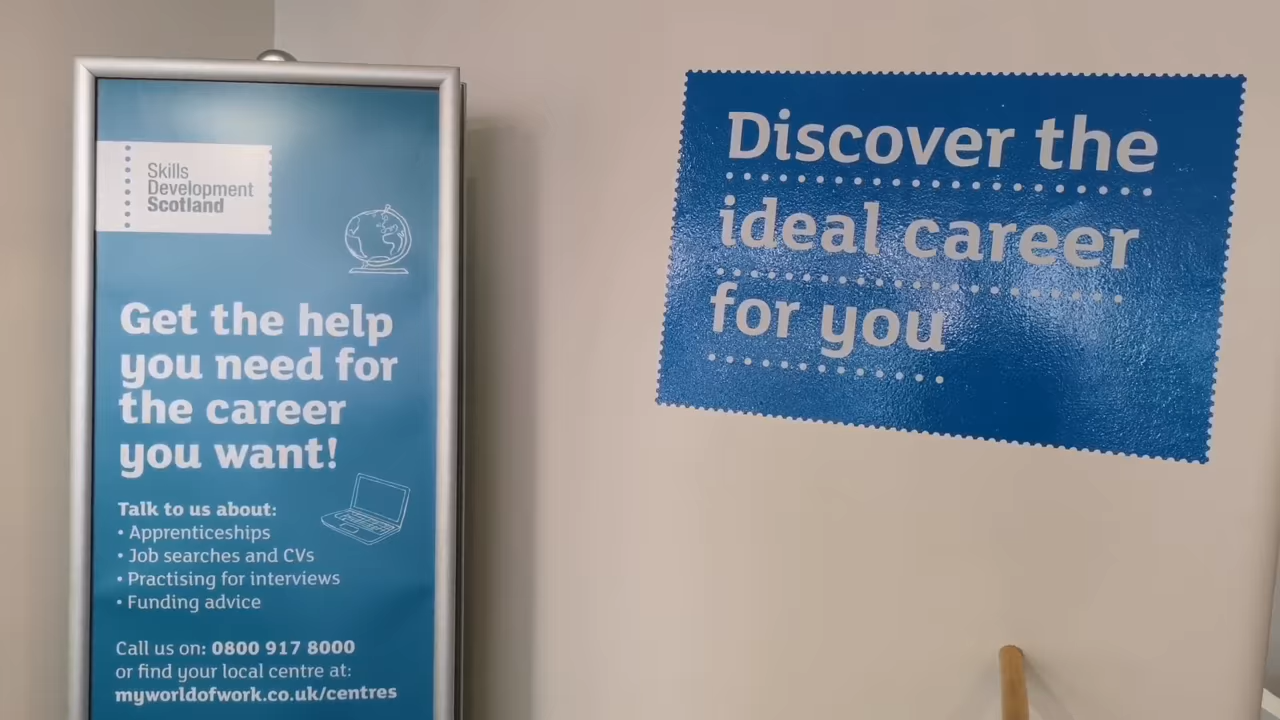 Skills
Development
Scotland
Get the help
you need for
the career
you want!
Talk to us about:
• Apprenticeships
• Job searches and CVs
• Practising for interviews
• Funding advice
Call us on: 0800 917 8000
or find your local centre at:
myworldofwork.co.uk/centres
Discover the
ideal career
for you